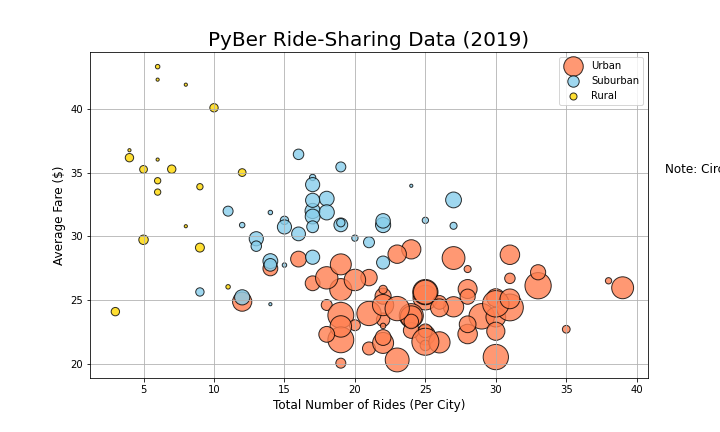 PyBer Ride-Sharing Data (2019)
Urban
Suburban
Rural
Note: Circ
Average Fare ($)
40
35
30
25
20
5
10
15
20
25
30
35
40
Total Number of Rides (Per City)